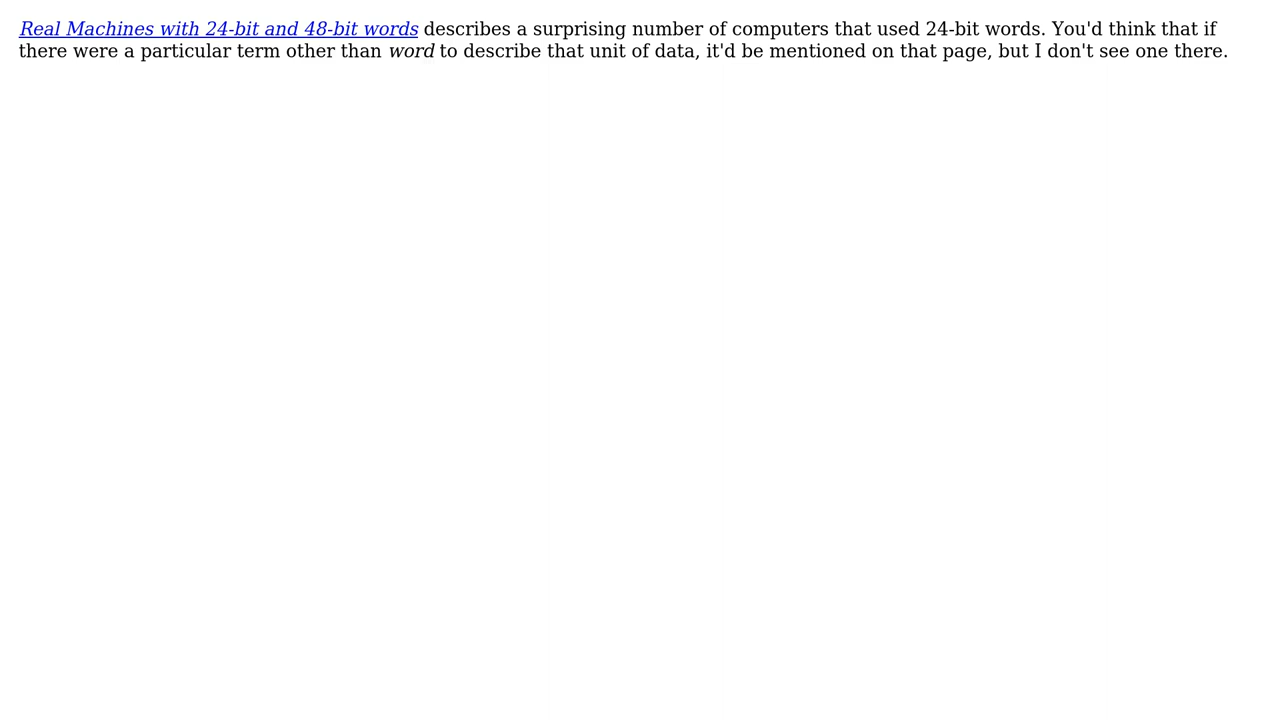 Real Machines with 24-bit and 48-bit words describes a surprising number of computers that used 24-bit words. You'd think that if
there were a particular term other than word to describe that unit of data, it'd be mentioned on that page, but I don't see one there.